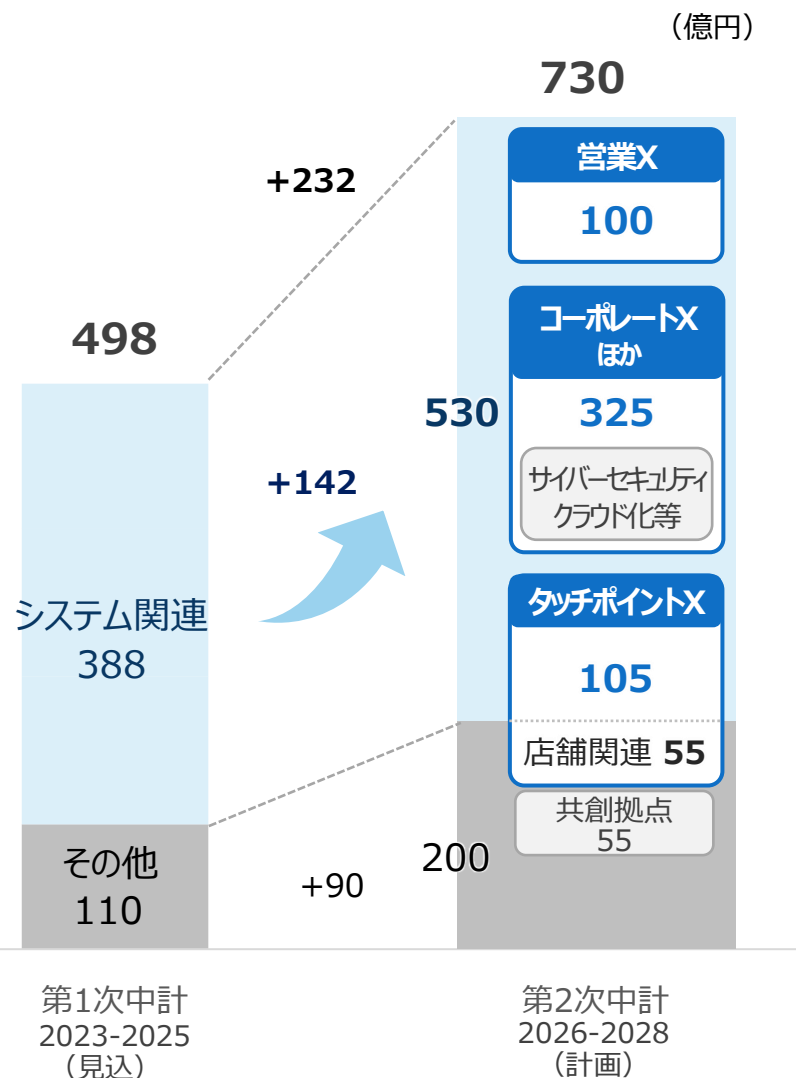 （億円）
730
+232
498
営業X
100
コーポレートX
ほか
530
325
サイバーセキュリティ
クラウド化等
+142
システム関連
388
タッチポイントX
105
店舗関連 55
共創拠点
55
その他
110
+90
200
第1次中計
2023-2025
（見込）
第2次中計
2026-2028
（計画）